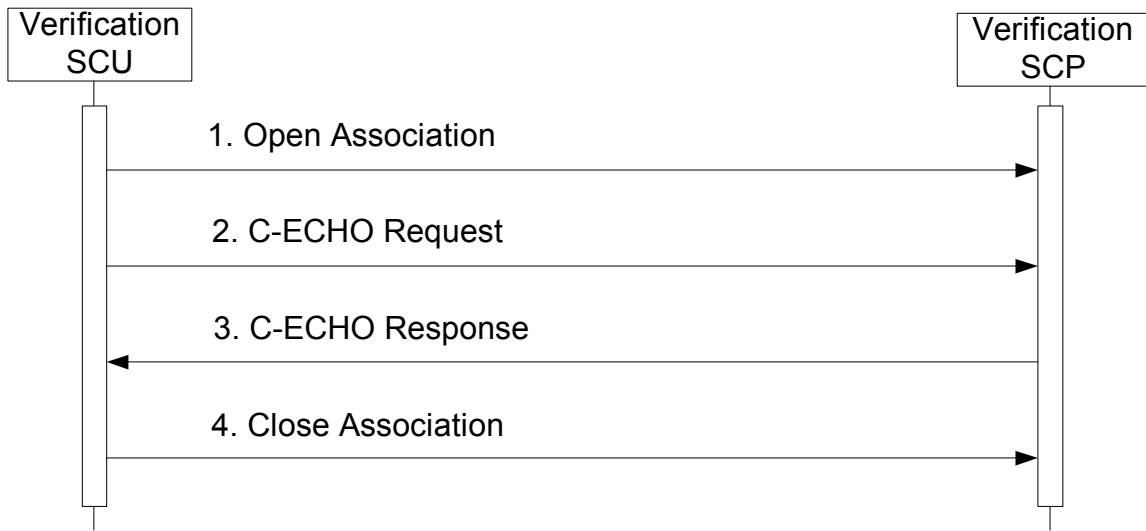 Verification
SCU
Verification
SCP
1. Open Association
2. C-ECHO Request
3. C-ECHO Response
4. Close Association